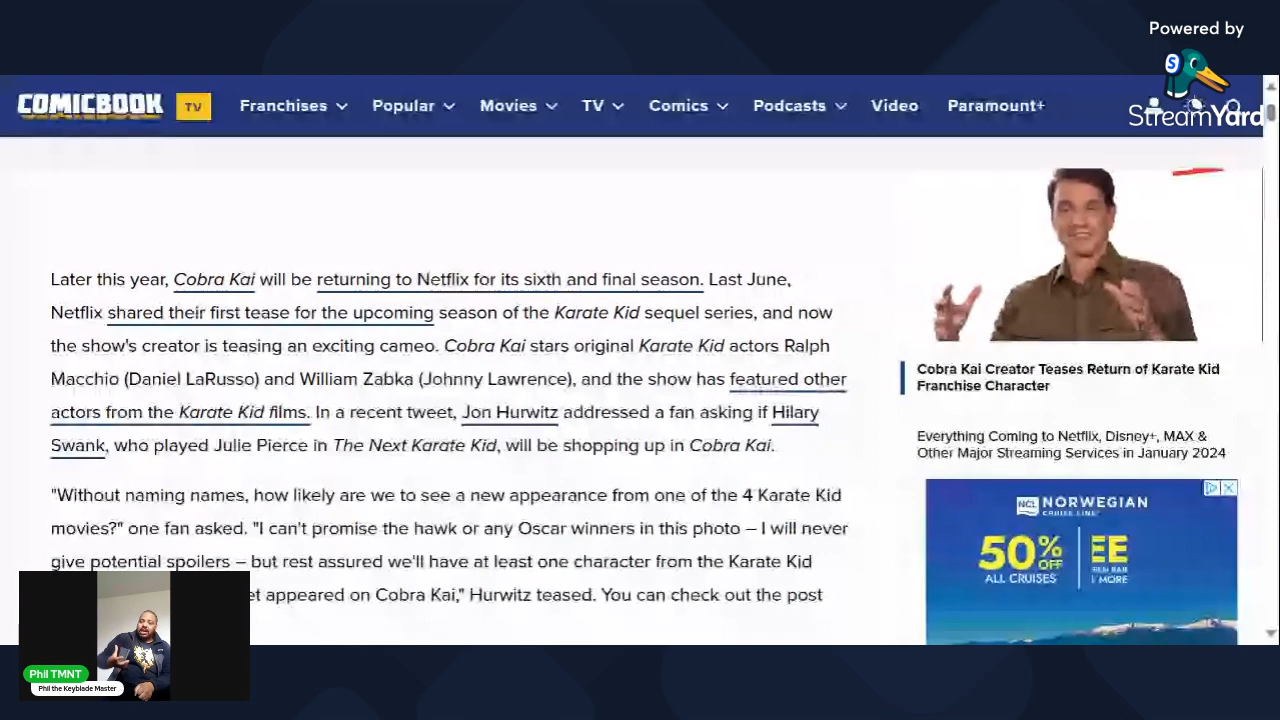 Powered by
StreamYard
COMICBOOK TV Franchises Popular Movies TV Comics Podcasts Video Paramount+
Later this year, Cobra Kai will be returning to Netflix for its sixth and final season. Last June,
Netflix shared their first tease for the upcoming season of the Karate Kid sequel series, and now
the show's creator is teasing an exciting cameo. Cobra Kai stars original Karate Kid actors Ralph
Macchio (Daniel LaRusso) and William Zabka (Johnny Lawrence), and the show has featured other
actors from the Karate Kid films. In a recent tweet, Jon Hurwitz addressed a fan asking if Hilary
Swank, who played Julie Pierce in The Next Karate Kid, will be shopping up in Cobra Kai.
"Without naming names, how likely are we to see a new appearance from one of the 4 Karate Kid
movies?" one fan asked. "I can't promise the hawk or any Oscar winners in this photo – I will never
give potential spoilers – but rest assured we'll have at least one character from the Karate Kid
et appeared on Cobra Kai," Hurwitz teased. You can check out the post
Cobra Kai Creator Teases Return of Karate Kid
Franchise Character
Everything Coming to Netflix, Disney+, MAX &
Other Major Streaming Services in January 2024
NCL NORWEGIAN
CRUISE LINE
50% OFF
ALL CRUISES
EE
& MORE
Phil TMNT
Phil the Keyblade Master